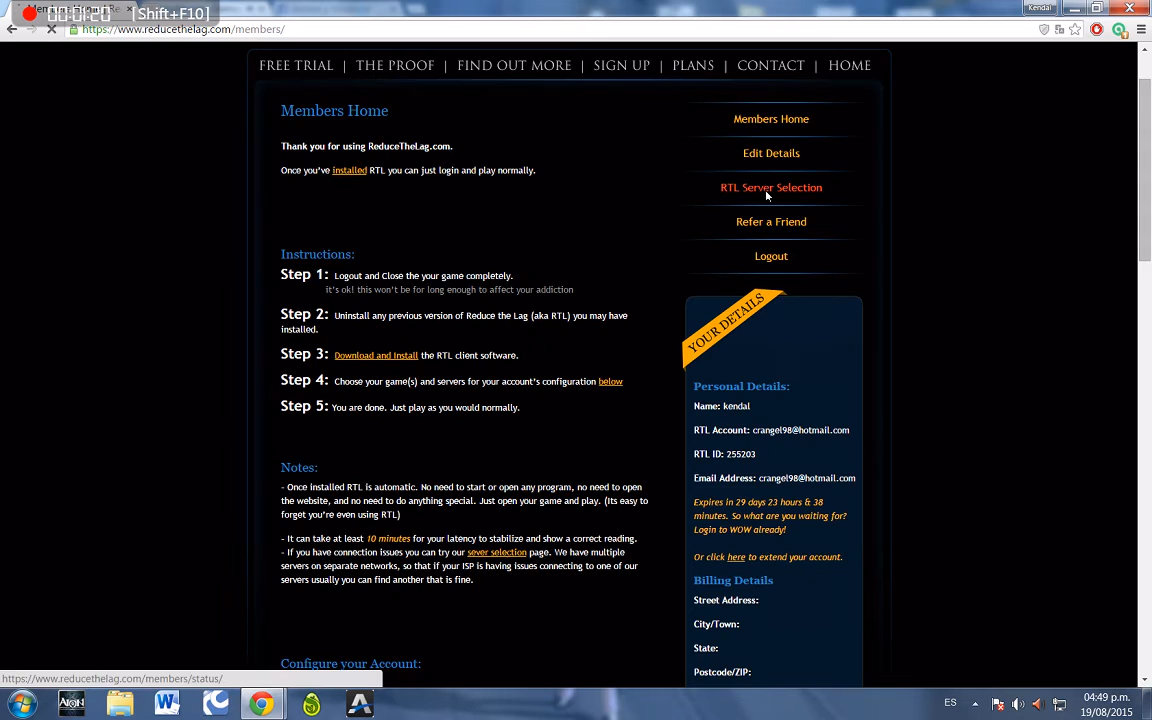 00:01:20 [Shift+F10]
Kendal
https://www.reducethelag.com/members/
FREE TRIAL | THE PROOF | FIND OUT MORE | SIGN UP | PLANS | CONTACT | HOME
Members Home
Thank you for using ReduceTheLag.com.
Once you've installed RTL you can just login and play normally.
Instructions:
Step 1: Logout and Close the your game completely.
it's ok! this won't be for long enough to affect your addiction
Step 2: Uninstall any previous version of Reduce the Lag (aka RTL) you may have
installed.
Step 3: Download and Install the RTL client software.
Step 4: Choose your game(s) and servers for your account's configuration below
Step 5: You are done. Just play as you would normally.
Notes:
- Once installed RTL is automatic. No need to start or open any program, no need to open
the website, and no need to do anything special. Just open your game and play. (Its easy to
forget you're even using RTL)
- It can take at least 10 minutes for your latency to stabilize and show a correct reading.
- If you have connection issues you can try our sever selection page. We have multiple
servers on separate networks, so that if your ISP is having issues connecting to one of our
servers usually you can find another that is fine.
Configure your Account:
Members Home
Edit Details
RTL Server Selection
Refer a Friend
Logout
YOUR DETAILS
Personal Details:
Name: kendal
RTL Account: crangel98@hotmail.com
RTL ID: 255203
Email Address: crangel98@hotmail.com
Expires in 29 days 23 hours & 38
minutes. So what are you waiting for?
Login to WOW already!
Or click here to extend your account.
Billing Details
Street Address:
City/Town:
State:
Postcode/ZIP:
https://www.reducethelag.com/members/status/
AION
ES
04:49 p.m.
19/08/2015